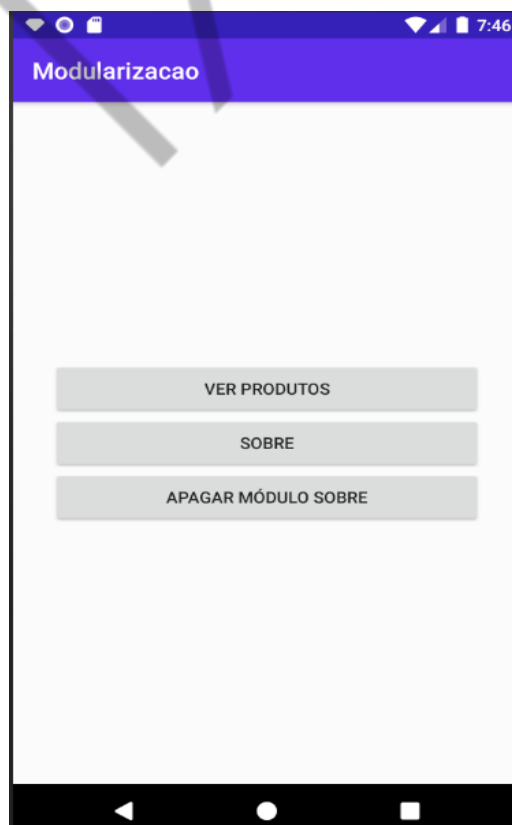 7:46
Modularizacao
VER PRODUTOS
SOBRE
APAGAR MÓDULO SOBRE